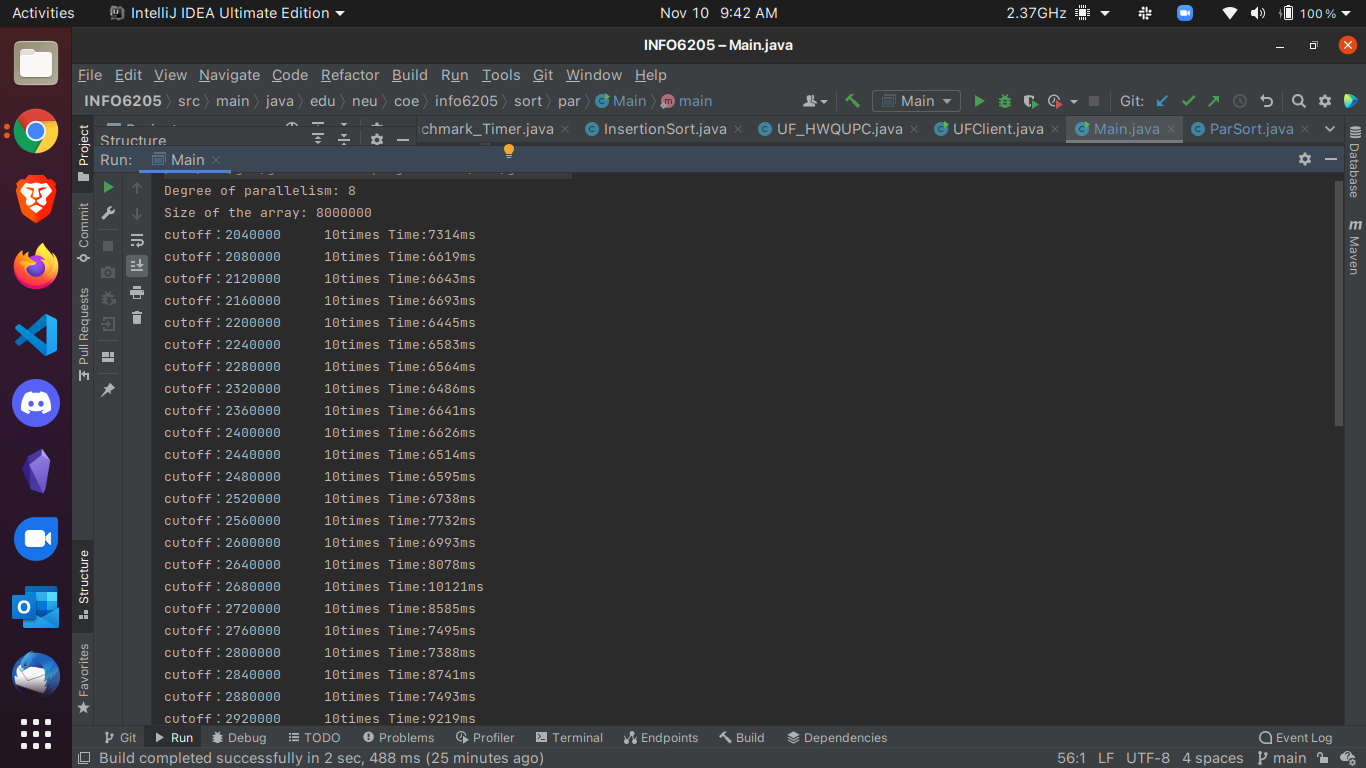 Activities IntelliJ IDEA Ultimate Edition Nov 10 9:42 AM 2.37GHz 100%
INFO6205 – Main.java
File Edit View Navigate Code Refactor Build Run Tools Git Window Help
INFO6205 src main java edu neu coe info6205 sort par Main main Main Git:
chmark_Timer.java InsertionSort.java UF_HWQUPC.java UFClient.java Main.java ParSort.java
Structure
Run: Main
Project
Commit
Pull Requests
Structure
Favorites
Database
Maven
Degree of parallelism: 8
Size of the array: 8000000
cutoff：2040000 10times Time:7314ms
cutoff：2080000 10times Time:6619ms
cutoff：2120000 10times Time:6643ms
cutoff：2160000 10times Time:6693ms
cutoff：2200000 10times Time:6445ms
cutoff：2240000 10times Time:6583ms
cutoff：2280000 10times Time:6564ms
cutoff：2320000 10times Time:6486ms
cutoff：2360000 10times Time:6641ms
cutoff：2400000 10times Time:6626ms
cutoff：2440000 10times Time:6514ms
cutoff：2480000 10times Time:6595ms
cutoff：2520000 10times Time:6738ms
cutoff：2560000 10times Time:7732ms
cutoff：2600000 10times Time:6993ms
cutoff：2640000 10times Time:8078ms
cutoff：2680000 10times Time:10121ms
cutoff：2720000 10times Time:8585ms
cutoff：2760000 10times Time:7495ms
cutoff：2800000 10times Time:7388ms
cutoff：2840000 10times Time:8741ms
cutoff：2880000 10times Time:7493ms
cutoff：2920000 10times Time:9219ms
Git Run Debug TODO Problems Profiler Terminal Endpoints Build Dependencies Event Log
Build completed successfully in 2 sec, 488 ms (25 minutes ago) 56:1 LF UTF-8 4 spaces main